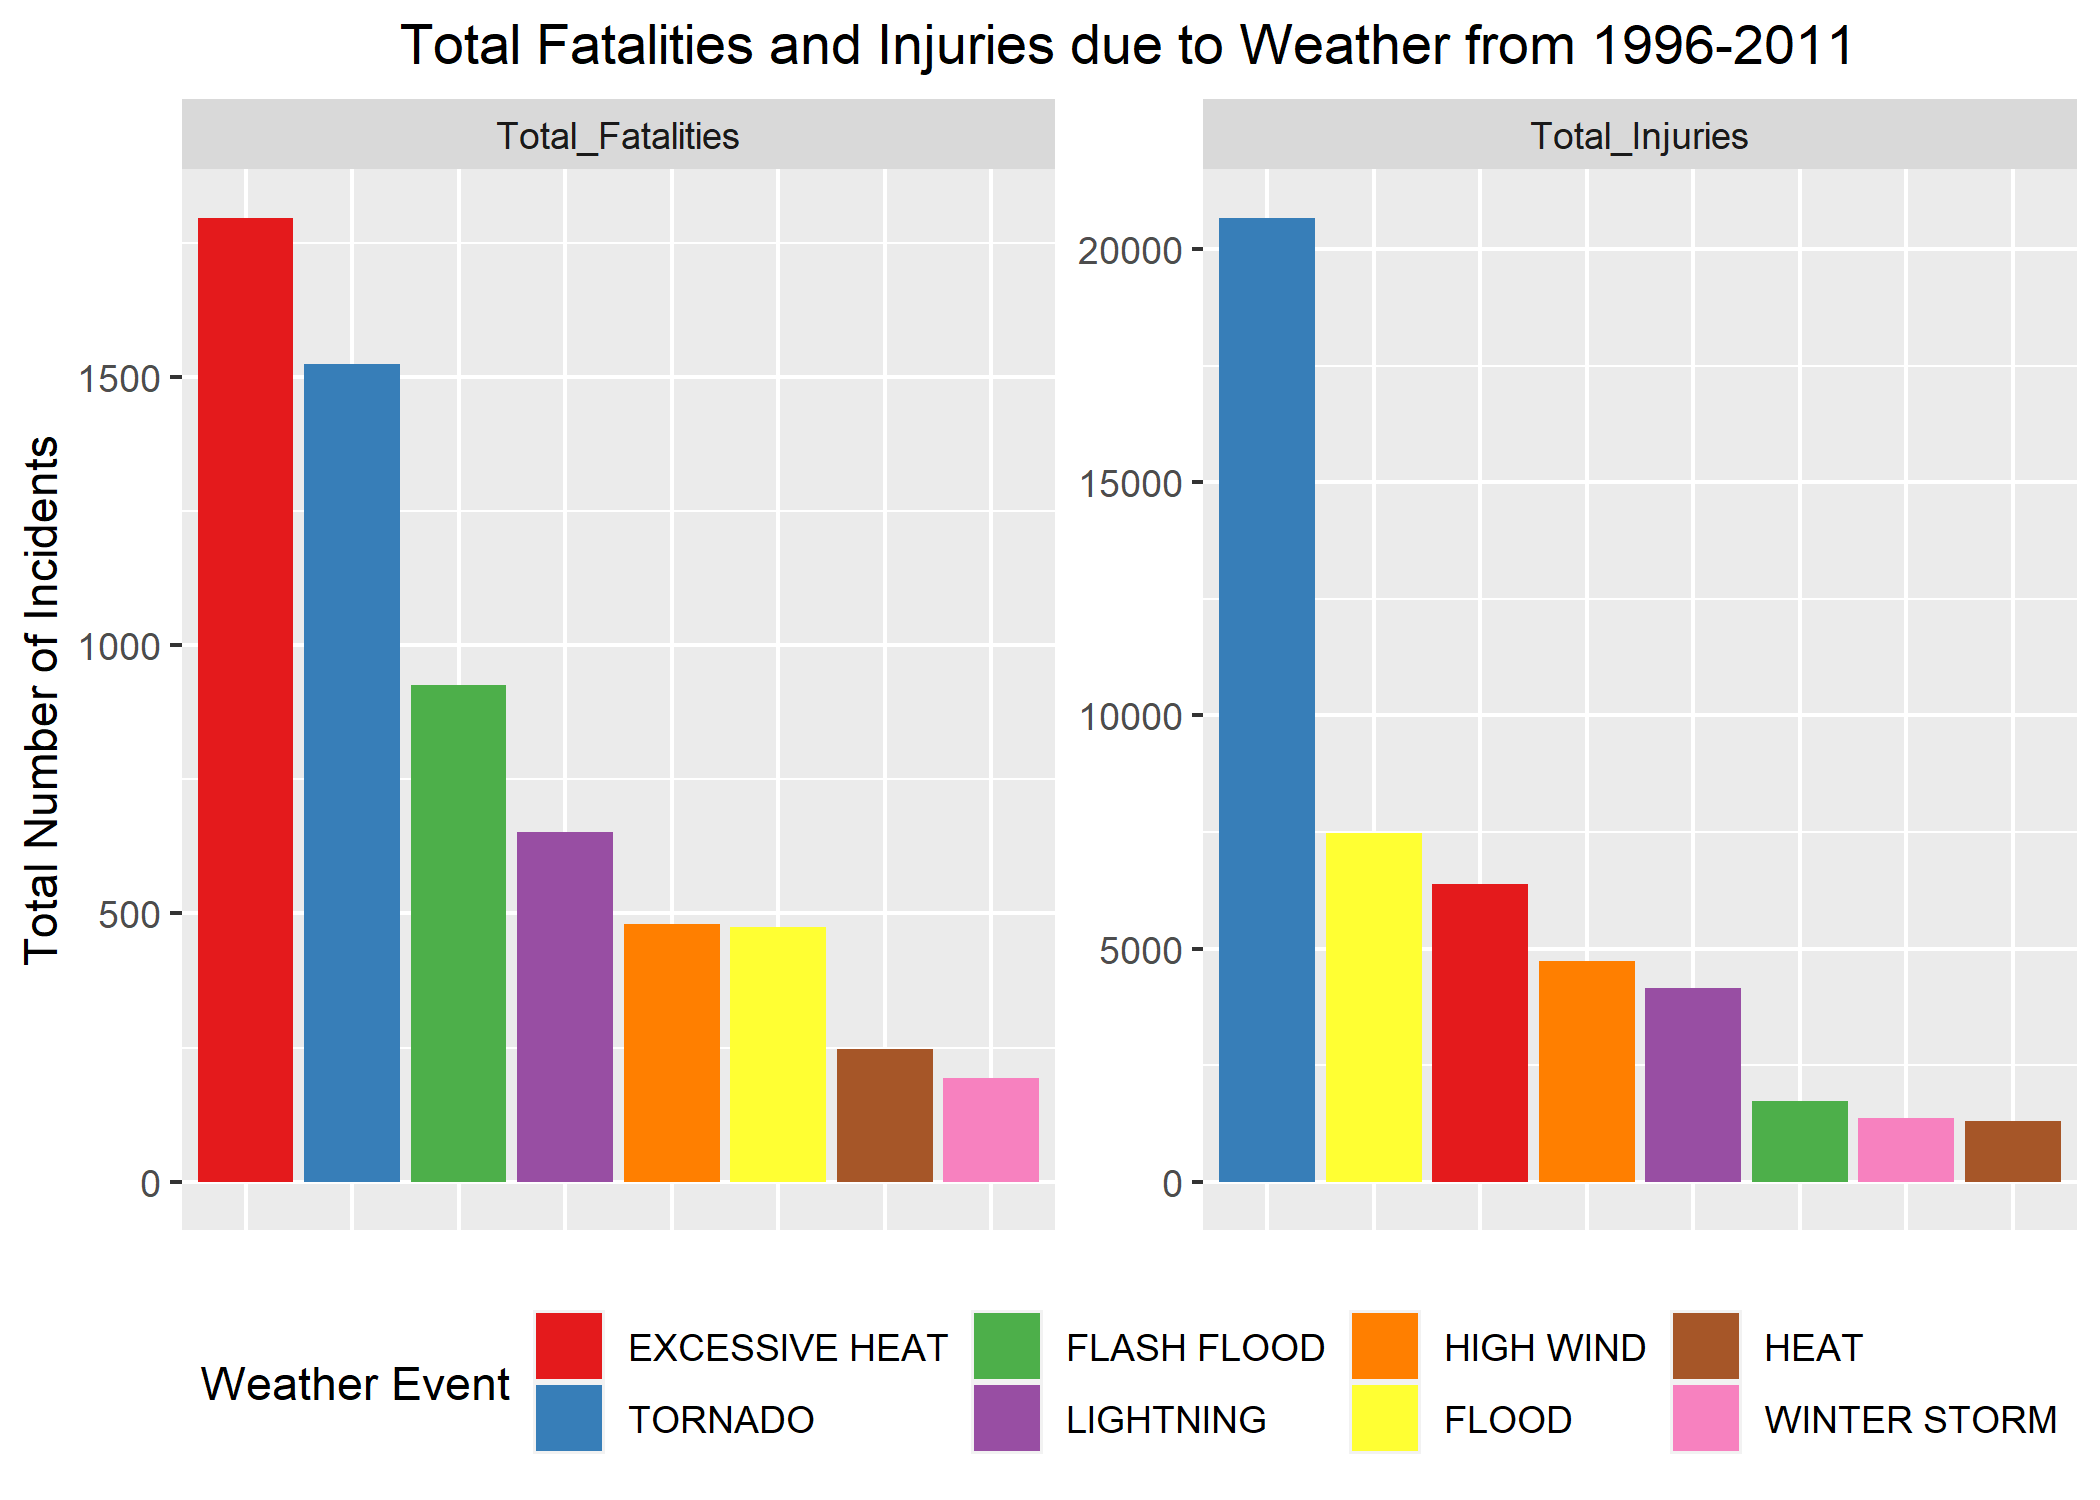 Total Fatalities and Injuries due to Weather from 1996-2011
Total_Fatalities
Total_Injuries
Total Number of Incidents
1500
1000
500
0
20000
15000
10000
5000
0
Weather Event
EXCESSIVE HEAT
TORNADO
FLASH FLOOD
LIGHTNING
HIGH WIND
FLOOD
HEAT
WINTER STORM